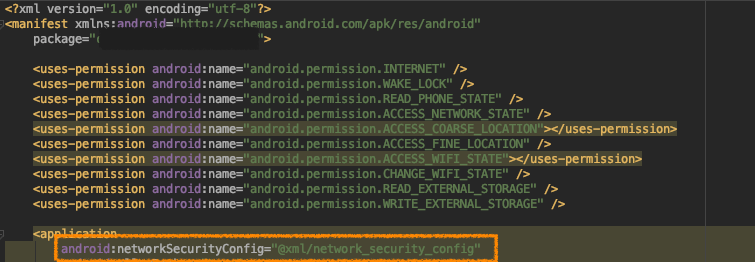 <?xml version="1.0" encoding="utf-8"?>
<manifest xmlns:android="http://schemas.android.com/apk/res/android"
package=">
<uses-permission android:name="android.permission.INTERNET" />
<uses-permission android:name="android.permission.WAKE_LOCK" />
<uses-permission android:name="android.permission.READ_PHONE_STATE" />
<uses-permission android:name="android.permission.ACCESS_NETWORK_STATE" />
<uses-permission android:name="android.permission.ACCESS_COARSE_LOCATION"></uses-permission>
<uses-permission android:name="android.permission.ACCESS_FINE_LOCATION" />
<uses-permission android:name="android.permission.ACCESS_WIFI_STATE"></uses-permission>
<uses-permission android:name="android.permission.CHANGE_WIFI_STATE" />
<uses-permission android:name="android.permission.READ_EXTERNAL_STORAGE" />
<uses-permission android:name="android.permission.WRITE_EXTERNAL_STORAGE" />
<application
android:networkSecurityConfig="@xml/network_security_config"